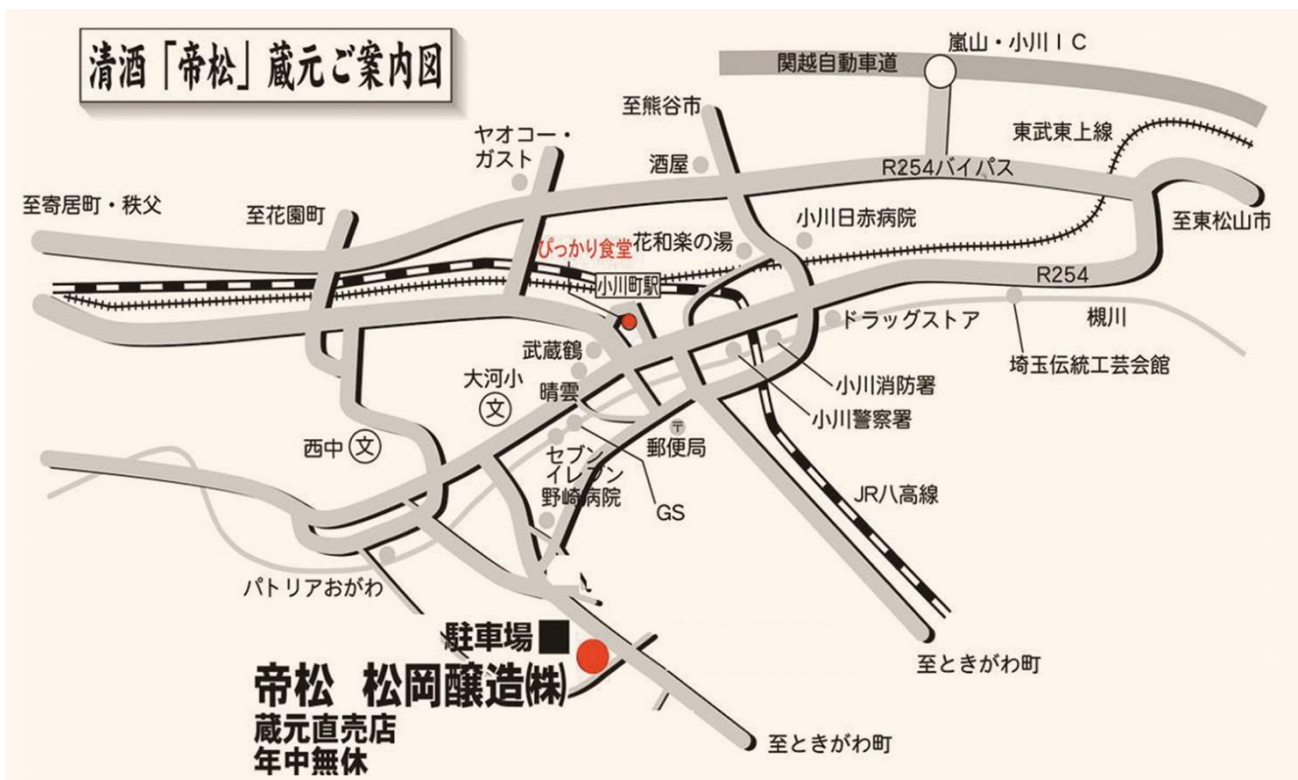 清酒「帝松」蔵元ご案内図
嵐山・小川IC
関越自動車道
至熊谷市
東武東上線
ヤオコー・
ガスト
酒屋
R254バイパス
至寄居町・秩父
至花園町
小川日赤病院
至東松山市
ぴっかり食堂
花和楽の湯
小川町駅
R254
ドラッグストア
槻川
武蔵鶴
埼玉伝統工芸会館
大河小
文
晴雲
小川消防署
小川警察署
西中
文
〒
郵便局
セブン
イレブン
野崎病院
GS
JR八高線
パトリアおがわ
駐車場
至ときがわ町
帝松 松岡醸造㈱
蔵元直売店
年中無休
至ときがわ町